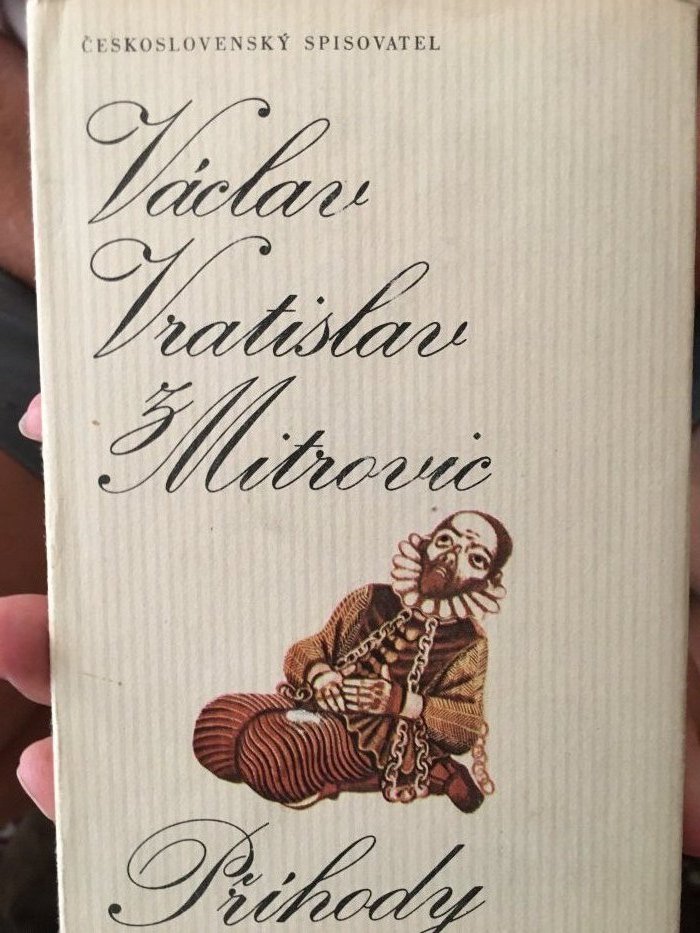 ČESKOSLOVENSKÝ SPISOVATEL
Václav
Vratislav
z Mitrovic
Příhody